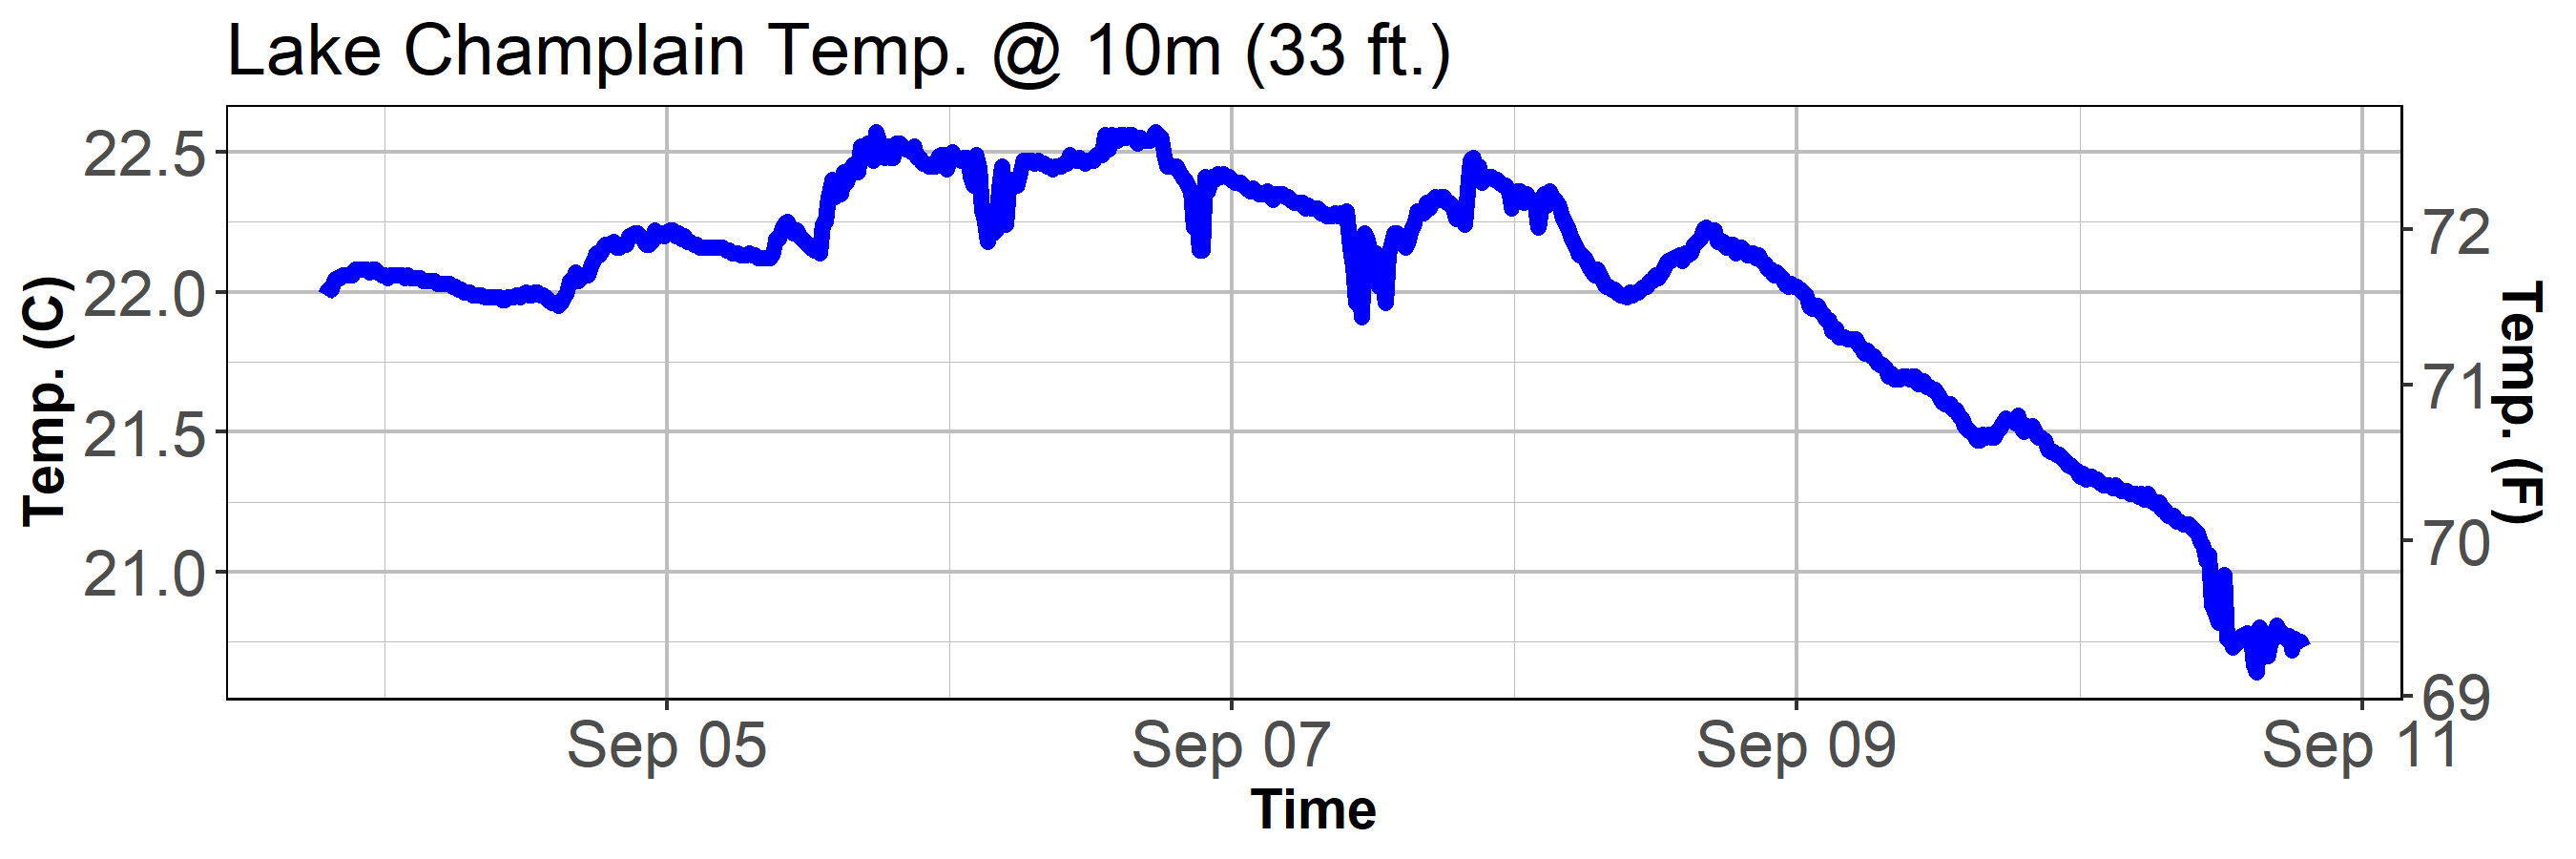 Lake Champlain Temp. @ 10m (33 ft.)
Temp. (C)
22.5
22.0
21.5
21.0
72
71
70
69
Temp. (F)
Sep 05 Sep 07 Sep 09 Sep 11
Time